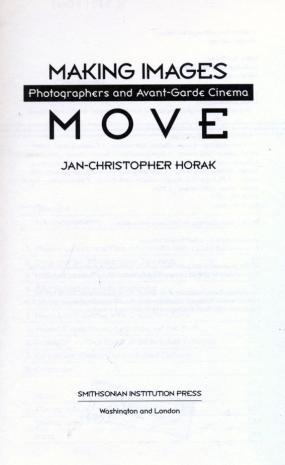 MAKING IMAGES
Photographers and Avant-Garde Cinema
MOVE
JAN-CHRISTOPHER HORAK
SMITHSONIAN INSTITUTION PRESS
Washington and London